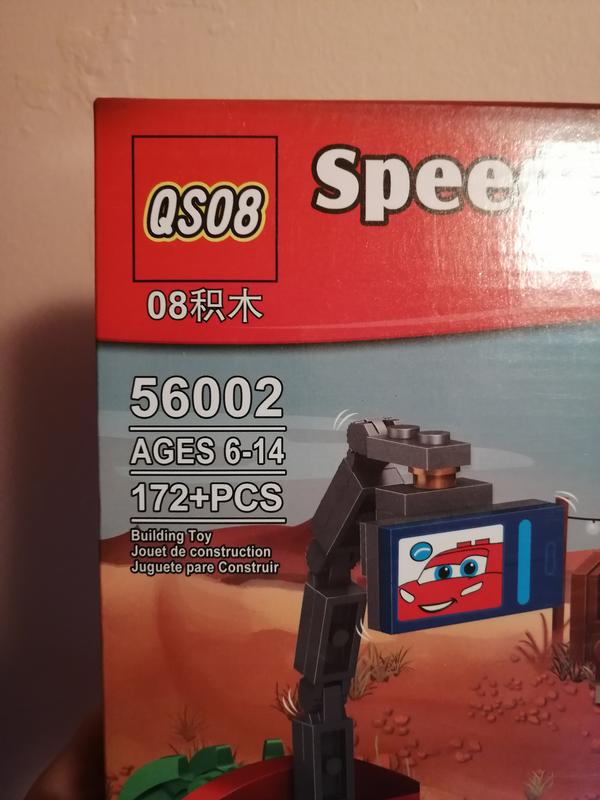 QS08
08积木
Spee
56002
AGES 6-14
172+PCS
Building Toy
Jouet de construction
Juguete pare Construir